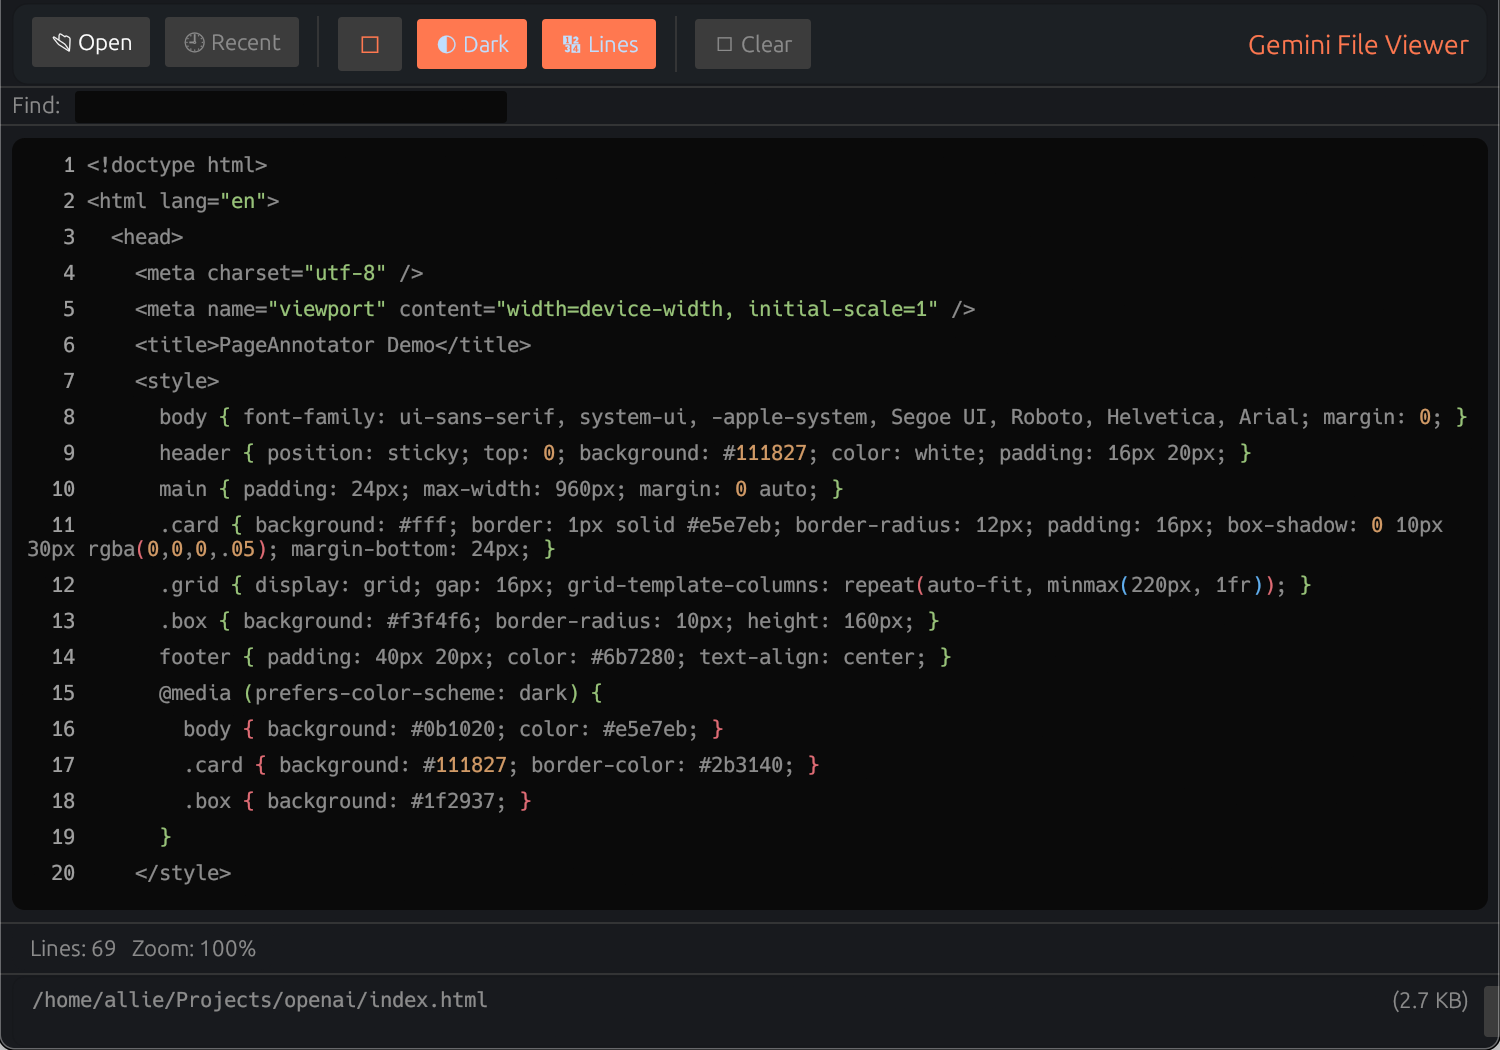 Open Recent Dark Lines Clear Gemini File Viewer
Find:
1 <!doctype html>
2 <html lang="en">
3   <head>
4     <meta charset="utf-8" />
5     <meta name="viewport" content="width=device-width, initial-scale=1" />
6     <title>PageAnnotator Demo</title>
7     <style>
8       body { font-family: ui-sans-serif, system-ui, -apple-system, Segoe UI, Roboto, Helvetica, Arial; margin: 0; }
9       header { position: sticky; top: 0; background: #111827; color: white; padding: 16px 20px; }
10       main { padding: 24px; max-width: 960px; margin: 0 auto; }
11       .card { background: #fff; border: 1px solid #e5e7eb; border-radius: 12px; padding: 16px; box-shadow: 0 10px
30px rgba(0,0,0,.05); margin-bottom: 24px; }
12       .grid { display: grid; gap: 16px; grid-template-columns: repeat(auto-fit, minmax(220px, 1fr)); }
13       .box { background: #f3f4f6; border-radius: 10px; height: 160px; }
14       footer { padding: 40px 20px; color: #6b7280; text-align: center; }
15       @media (prefers-color-scheme: dark) {
16         body { background: #0b1020; color: #e5e7eb; }
17         .card { background: #111827; border-color: #2b3140; }
18         .box { background: #1f2937; }
19       }
20     </style>
Lines: 69 Zoom: 100%
/home/allie/Projects/openai/index.html (2.7 KB)